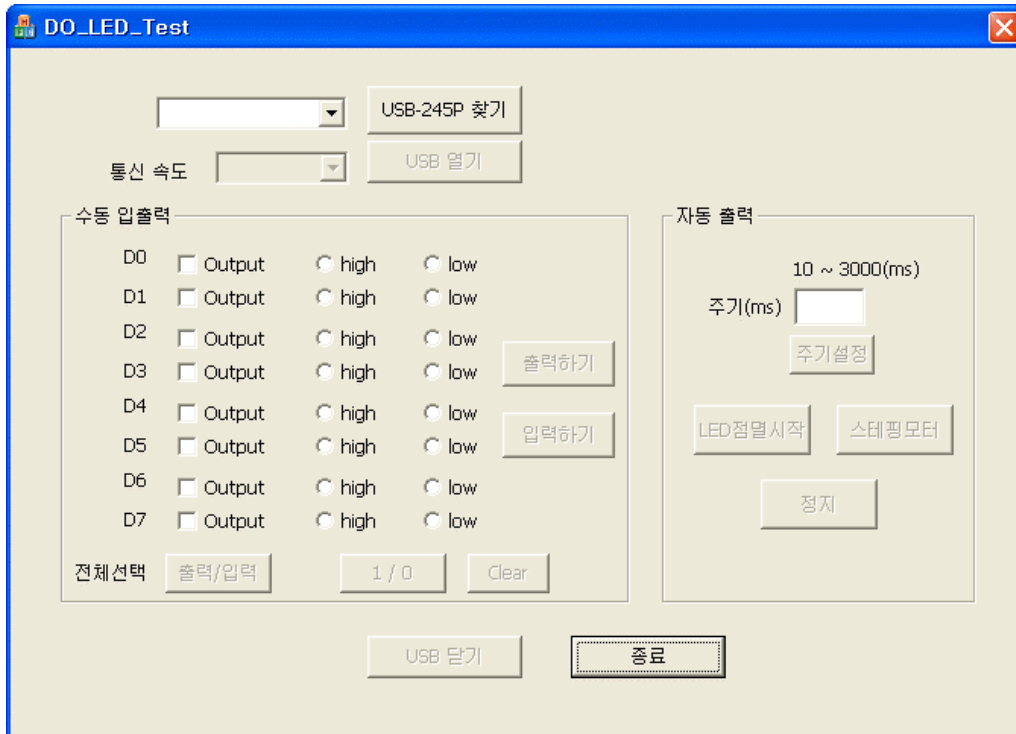 DO_LED_Test
USB-245P 찾기
통신 속도
USB 열기
수동 입출력
D0 Output high low
D1 Output high low
D2 Output high low
D3 Output high low
D4 Output high low
D5 Output high low
D6 Output high low
D7 Output high low
출력하기
입력하기
전체선택 출력/입력 1 / 0 Clear
자동 출력
10 ~ 3000(ms)
주기(ms)
주기설정
LED점멸시작 스테핑모터
정지
USB 닫기 종료